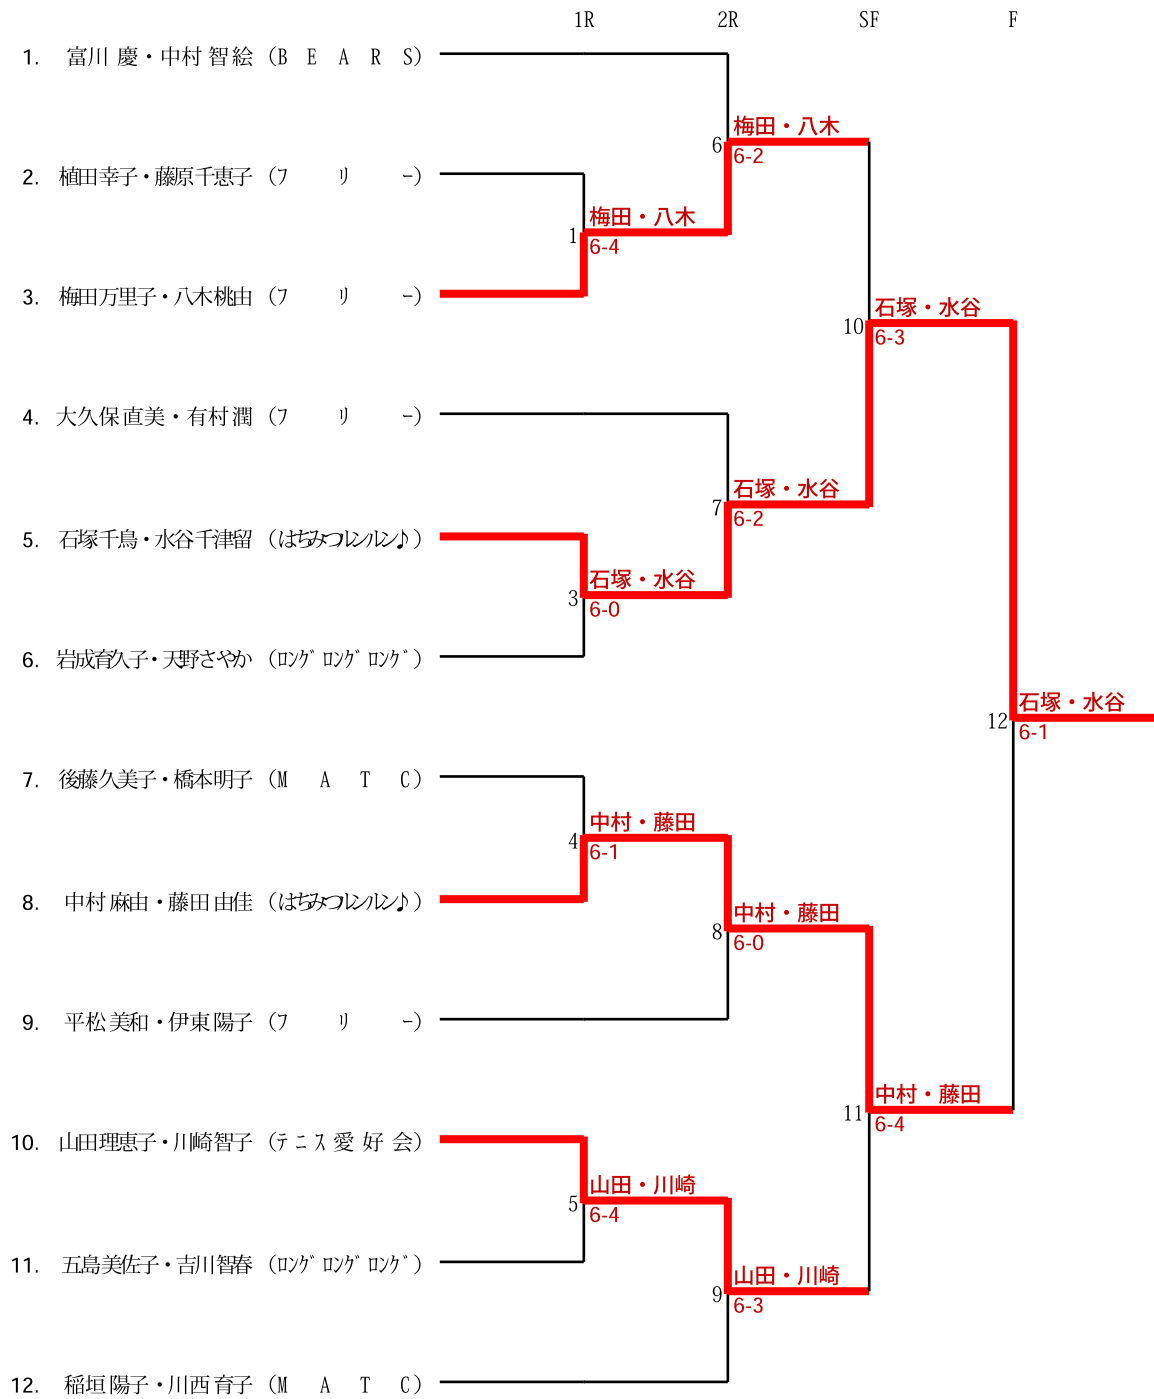 1R 2R SF F
1. 富川 慶・中村 智絵 (B E A R S)
梅田・八木
6
6-2
2. 植田幸子・藤原千恵子 (フ リ ー)
梅田・八木
1
6-4
3. 梅田万里子・八木桃由 (フ リ ー)
石塚・水谷
10
6-3
4. 大久保直美・有村潤 (フ リ ー)
石塚・水谷
7
6-2
5. 石塚千鳥・水谷千津留 (はちみつルンルン♪)
石塚・水谷
3
6-0
6. 岩成育久子・天野さやか (ロングロングロング)
石塚・水谷
12
6-1
7. 後藤久美子・橋本明子 (M A T C)
中村・藤田
4
6-1
8. 中村麻由・藤田由佳 (はちみつルンルン♪)
中村・藤田
8
6-0
9. 平松美和・伊東陽子 (フ リ ー)
中村・藤田
11
6-4
10. 山田理恵子・川崎智子 (テニス愛好会)
山田・川崎
5
6-4
11. 五島美佐子・吉川智春 (ロングロングロング)
山田・川崎
9
6-3
12. 稲垣陽子・川西育子 (M A T C)